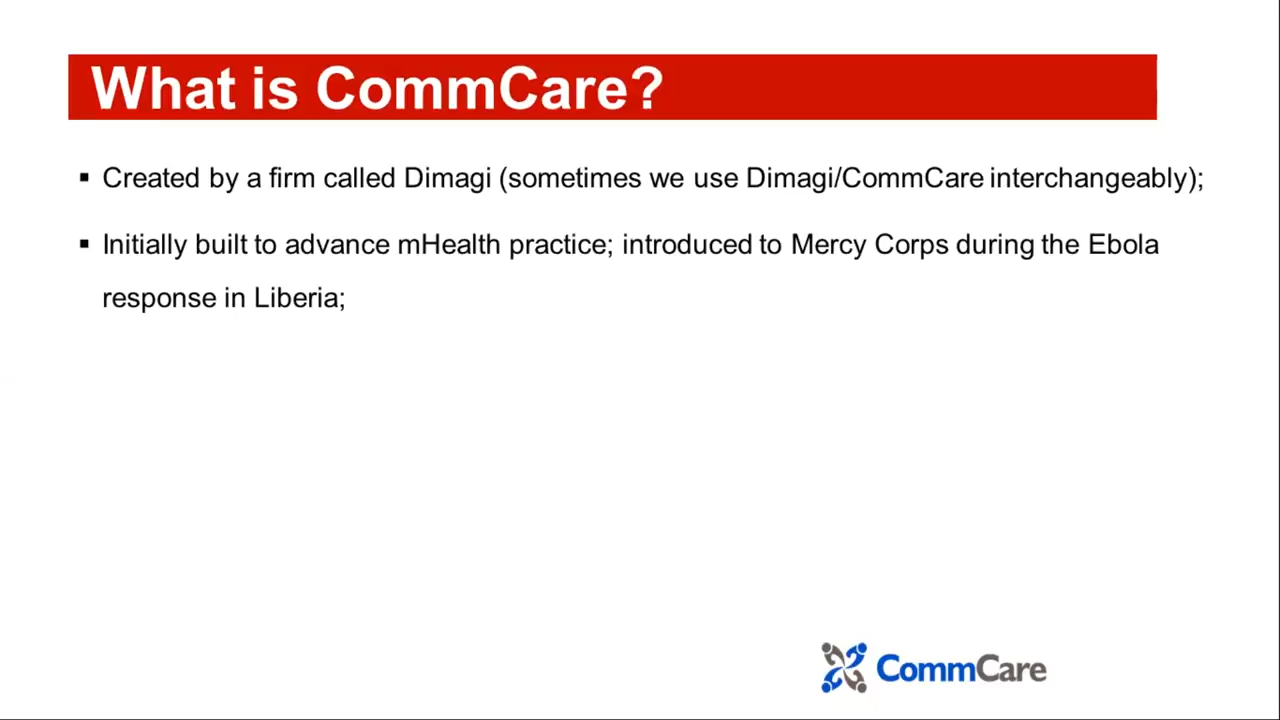 What is CommCare?
▪ Created by a firm called Dimagi (sometimes we use Dimagi/CommCare interchangeably);
▪ Initially built to advance mHealth practice; introduced to Mercy Corps during the Ebola
response in Liberia;
CommCare